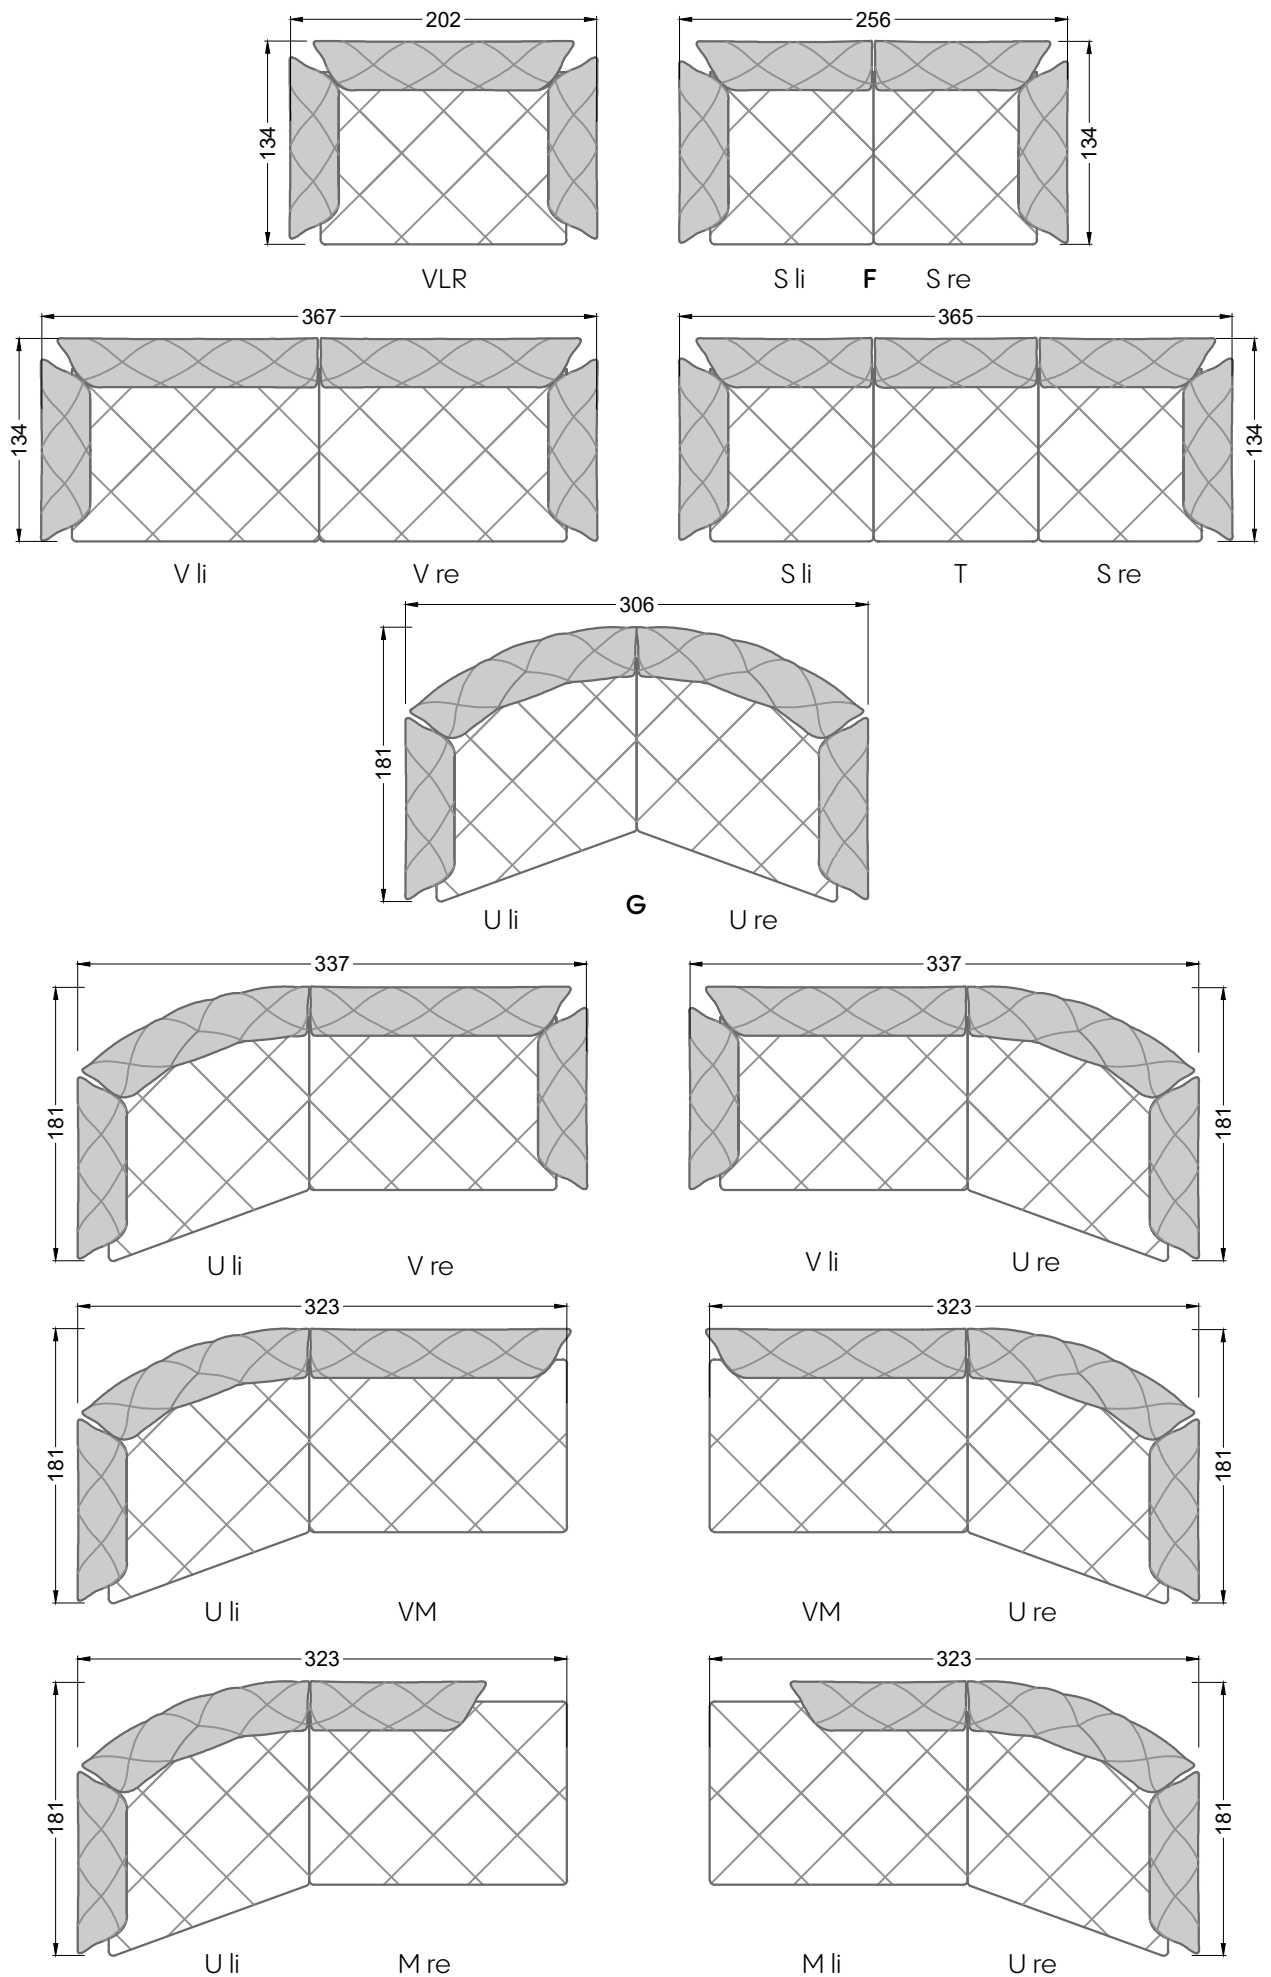 202
256
134
134
VLR
S li F S re
367
365
134
134
V li V re
S li T S re
306
181
U li G U re
337
337
181
181
U li V re
V li U re
323
323
181
181
U li VM
VM U re
323
323
181
181
U li M re
M li U re